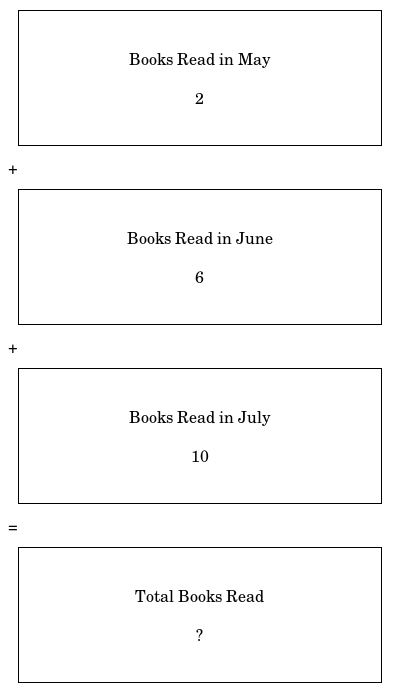 Books Read in May
2
+
Books Read in June
6
+
Books Read in July
10
=
Total Books Read
?